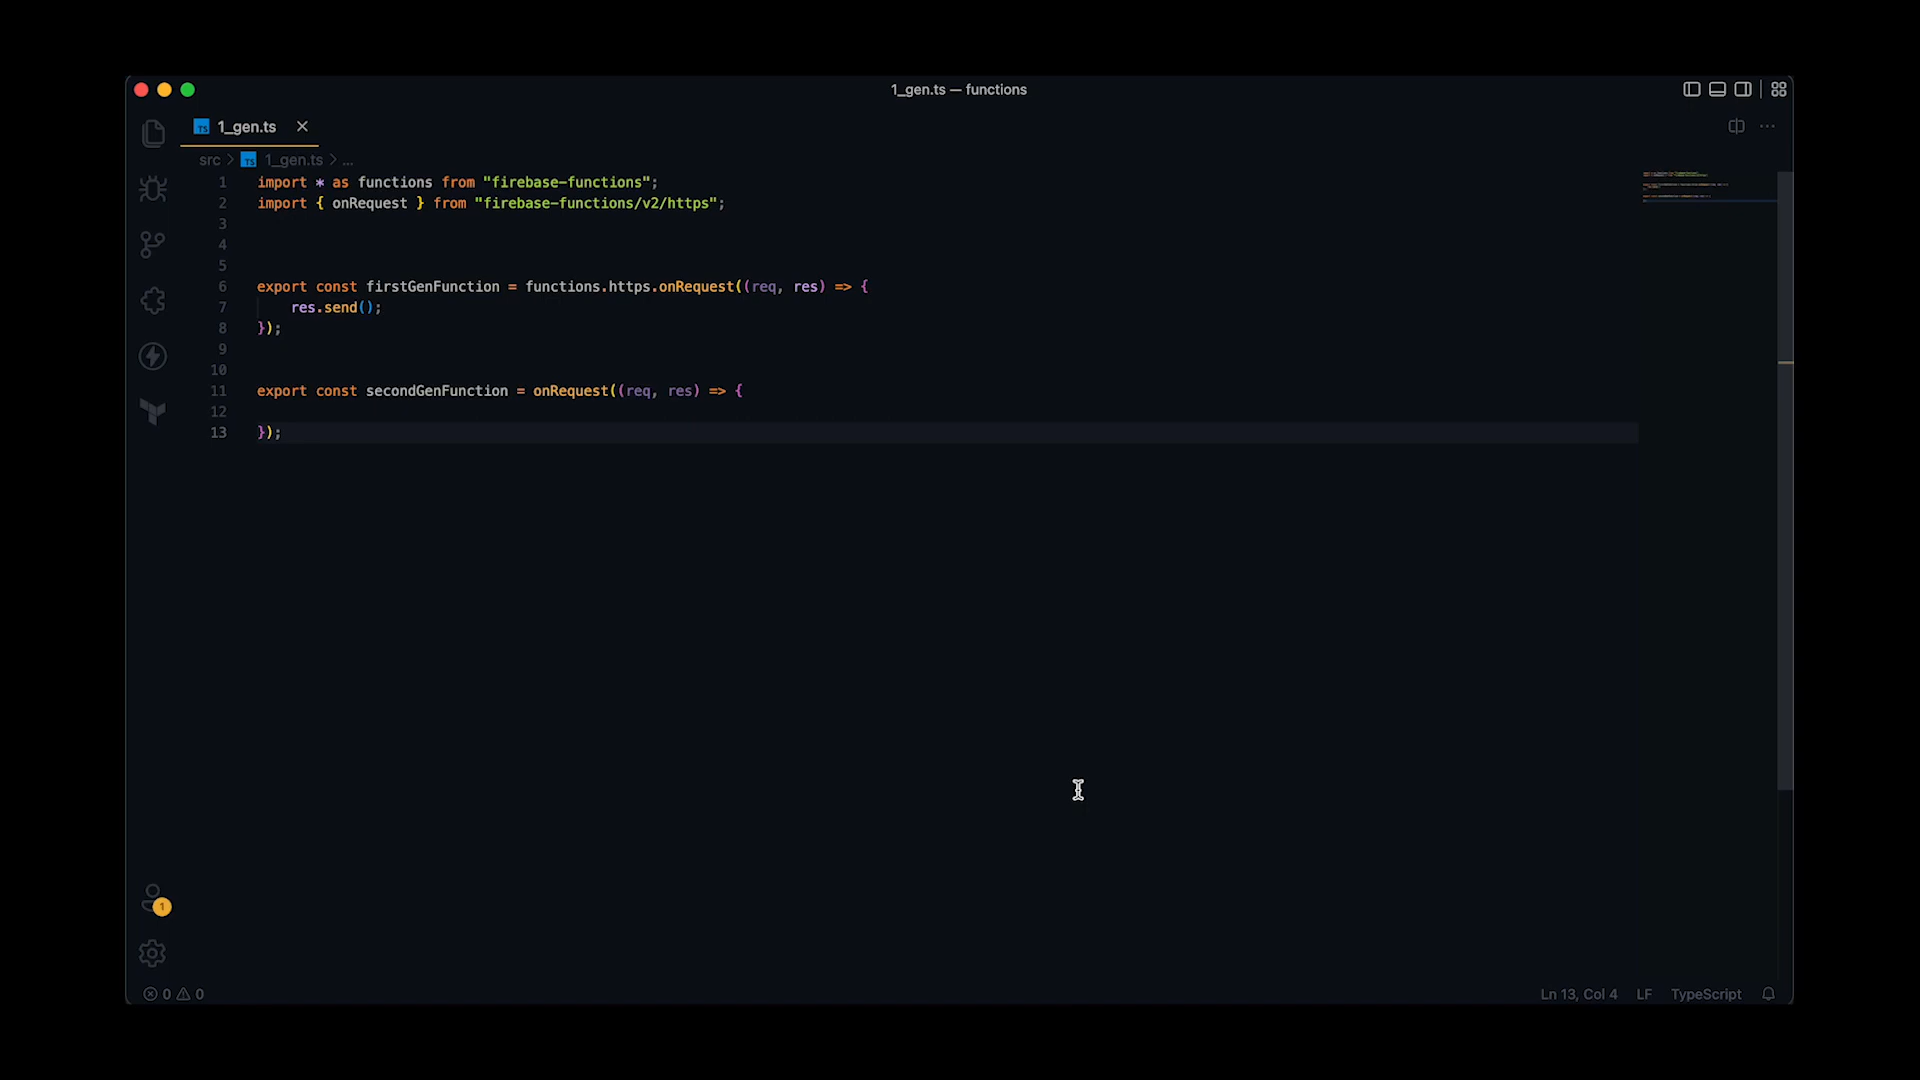 1_gen.ts — functions
TS 1_gen.ts
src > TS 1_gen.ts > ...
1 import * as functions from "firebase-functions";
2 import { onRequest } from "firebase-functions/v2/https";
3
4
5
6 export const firstGenFunction = functions.https.onRequest((req, res) => {
7     res.send();
8 });
9
10
11 export const secondGenFunction = onRequest((req, res) => {
12
13 });
1
0 0
Ln 13, Col 4 LF TypeScript